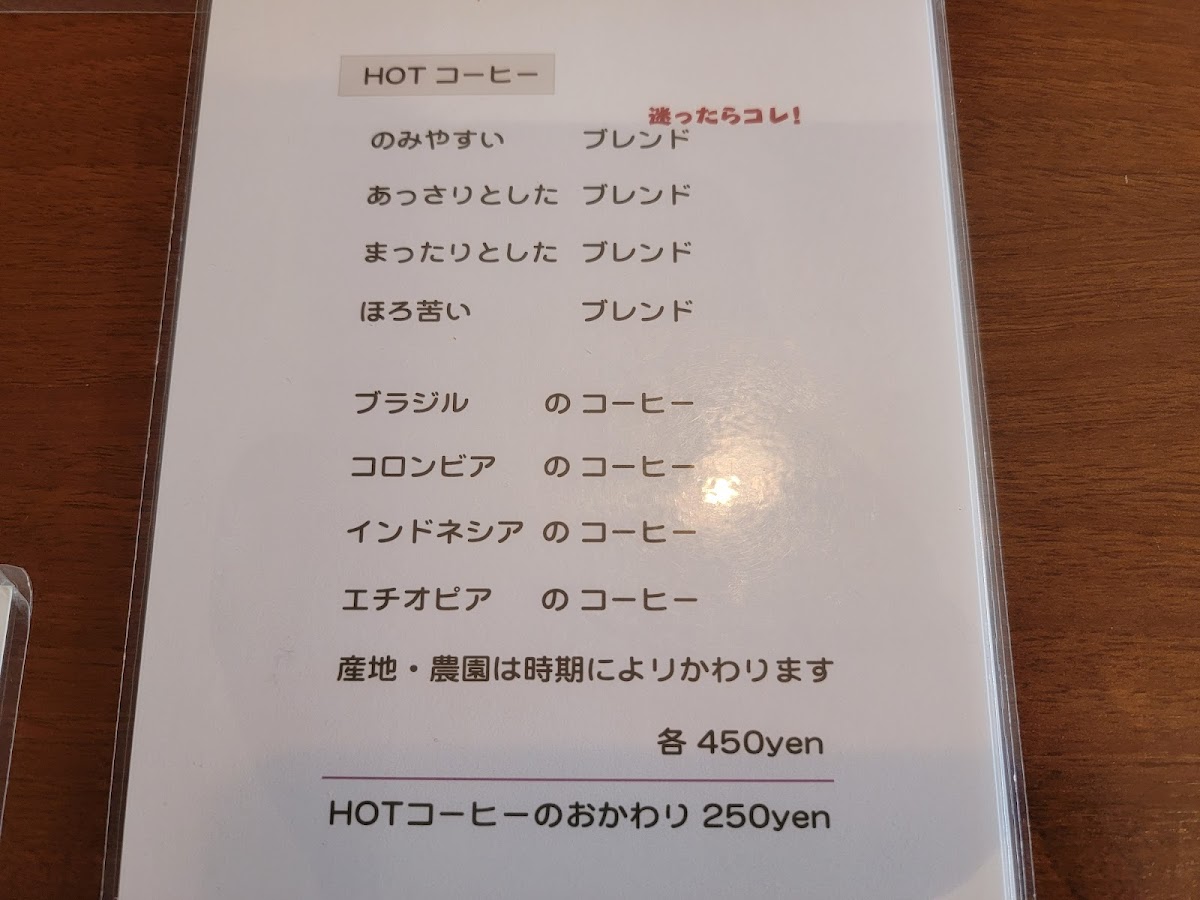 HOT コーヒー
迷ったらコレ!
のみやすい ブレンド
あっさりとした ブレンド
まったりとした ブレンド
ほろ苦い ブレンド
ブラジル の コーヒー
コロンビア の コーヒー
インドネシア の コーヒー
エチオピア の コーヒー
産地・農園は時期によりかわります
各 450yen
HOTコーヒーのおかわり 250yen